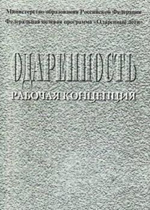 Министерство образования Российской Федерации
Федеральная целевая программа «Одаренные дети»
ОДАРЕННОСТЬ
РАБОЧАЯ КОНЦЕПЦИЯ